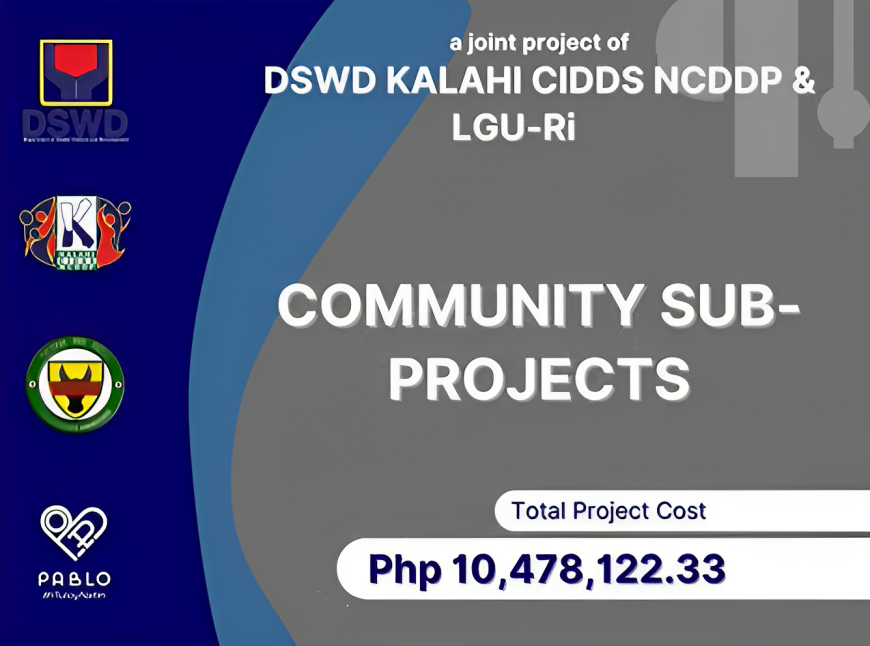 a joint project of
DSWD KALAHI CIDDS NCDDP &
LGU-Ri
COMMUNITY SUB-
PROJECTS
Total Project Cost
Php 10,478,122.33
DSWD
K
KALAHI
PABLO